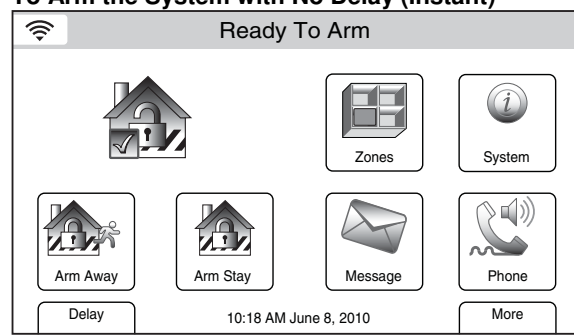 To Arm the System with No Delay (Instant)
Ready To Arm
Zones
System
Arm Away
Arm Stay
Message
Phone
Delay
10:18 AM June 8, 2010
More